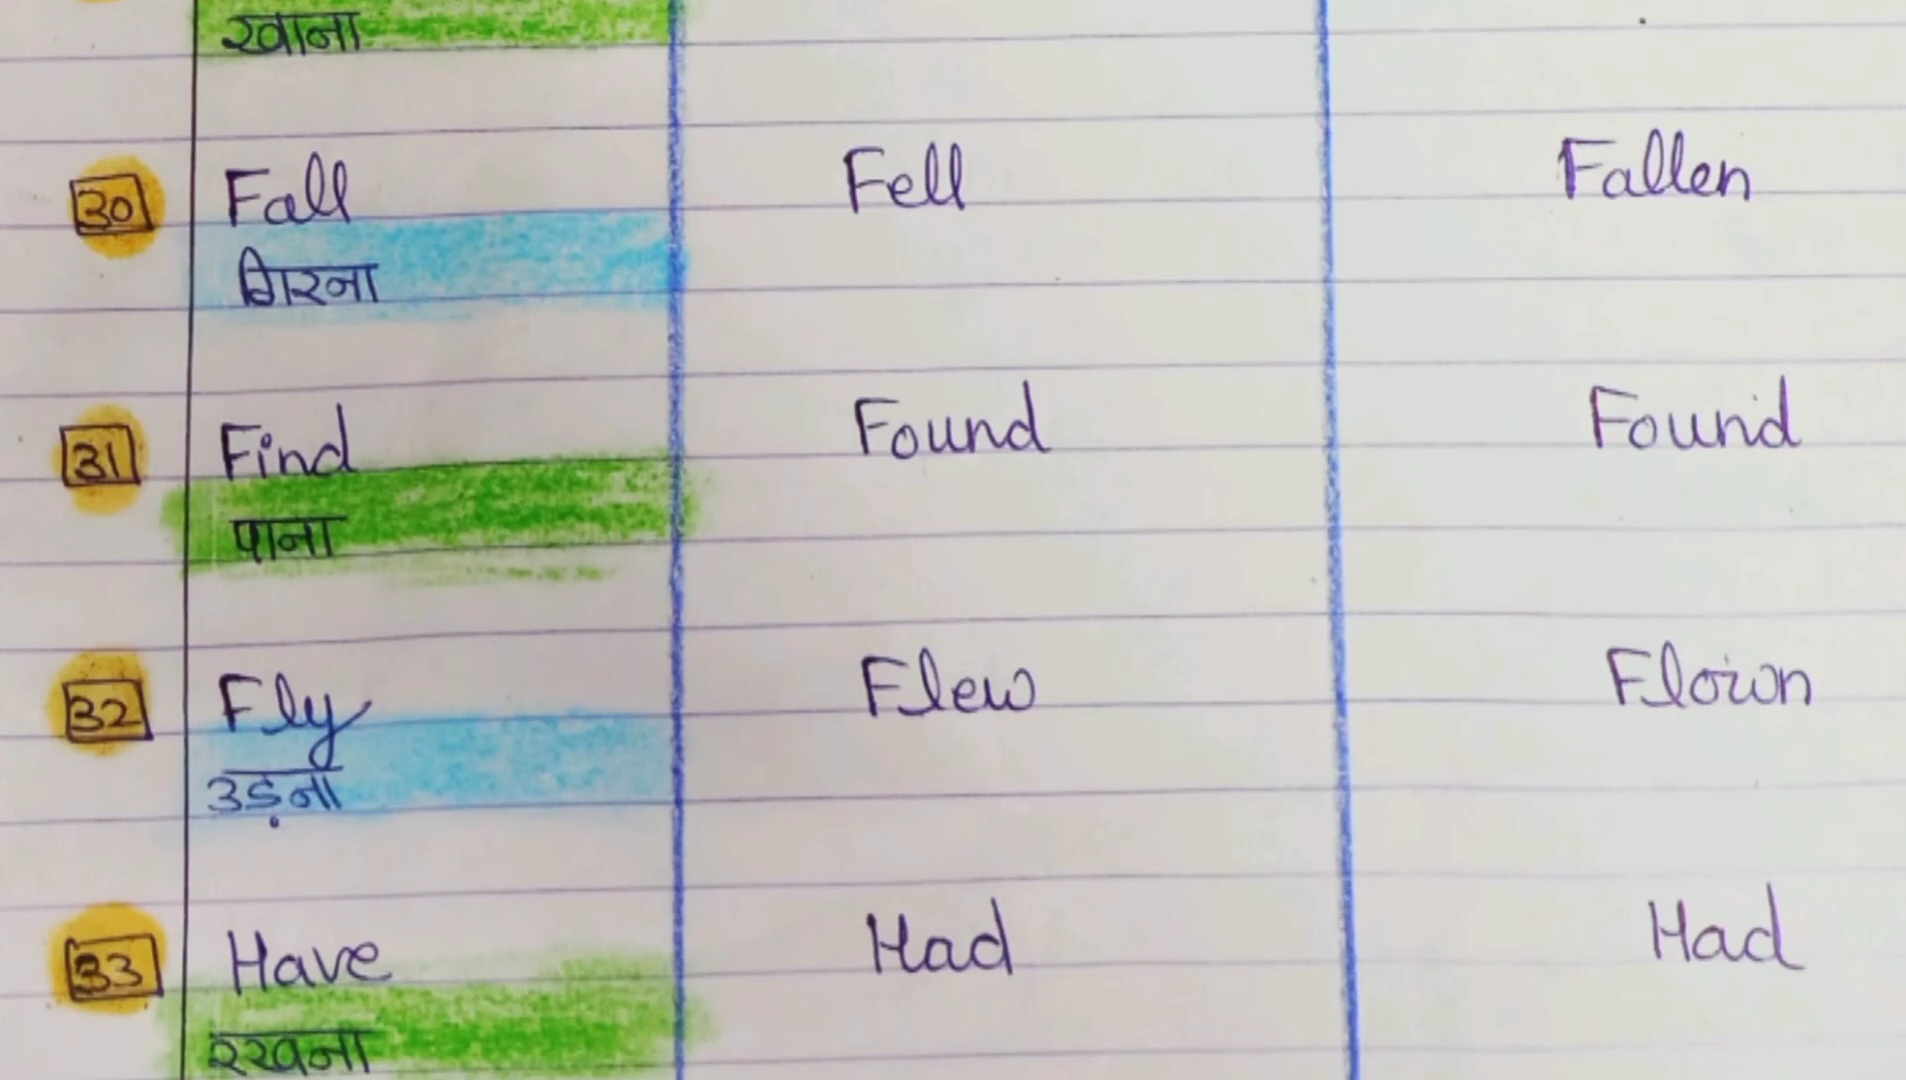 खाना
30 Fall Fell Fallen
गिरना
31 Find Found Found
पाना
32 Fly Flew Flown
उड़ना
33 Have Had Had
रखना